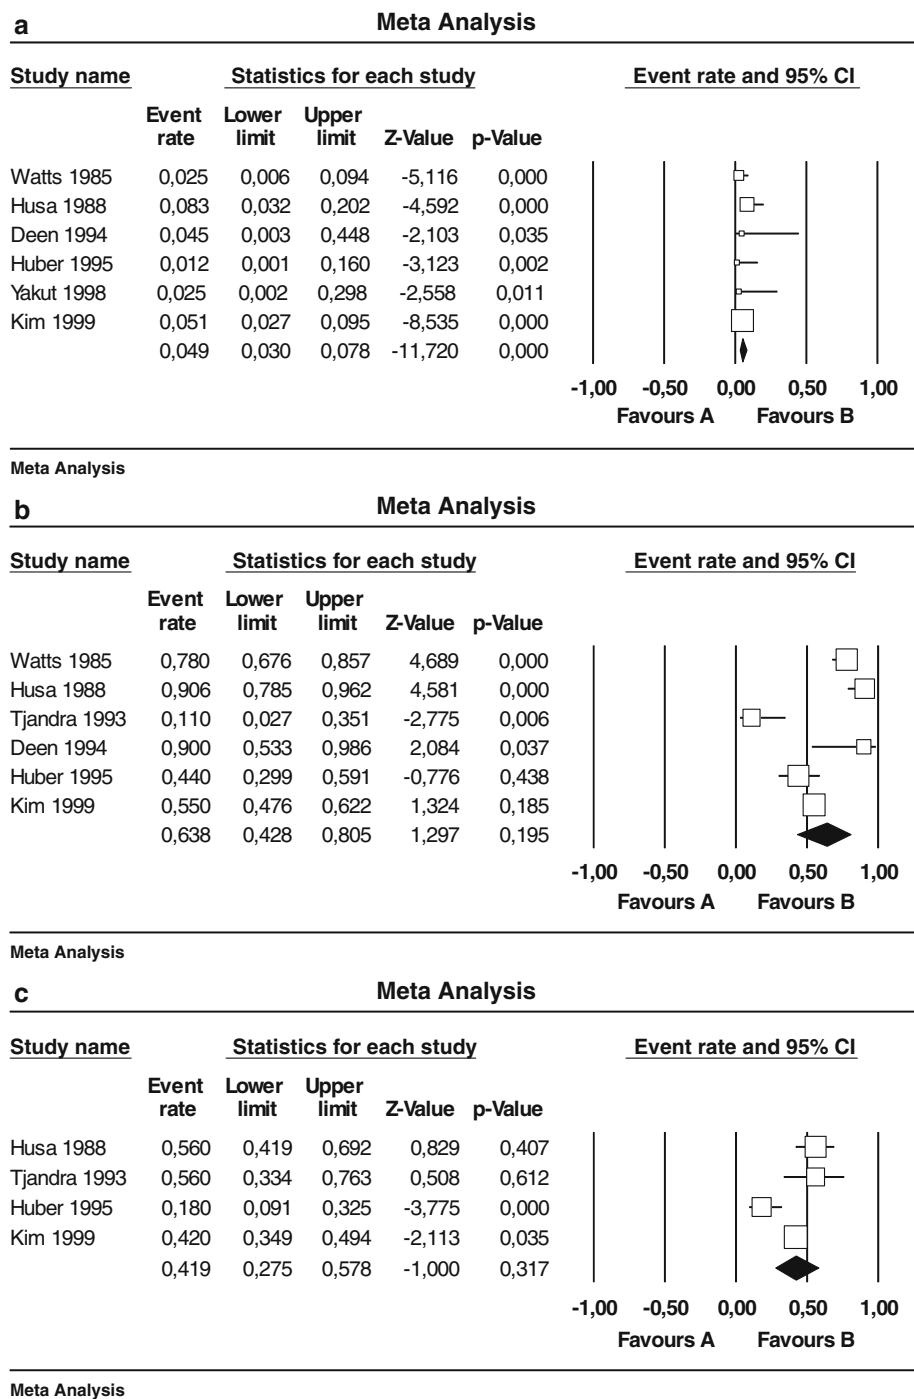 a Meta Analysis
Study name Statistics for each study Event rate and 95% CI
Event Lower Upper
rate limit limit Z-Value p-Value
Watts 1985 0,025 0,006 0,094 -5,116 0,000
Husa 1988 0,083 0,032 0,202 -4,592 0,000
Deen 1994 0,045 0,003 0,448 -2,103 0,035
Huber 1995 0,012 0,001 0,160 -3,123 0,002
Yakut 1998 0,025 0,002 0,298 -2,558 0,011
Kim 1999 0,051 0,027 0,095 -8,535 0,000
0,049 0,030 0,078 -11,720 0,000
-1,00 -0,50 0,00 0,50 1,00
Favours A Favours B
Meta Analysis
b Meta Analysis
Study name Statistics for each study Event rate and 95% CI
Event Lower Upper
rate limit limit Z-Value p-Value
Watts 1985 0,780 0,676 0,857 4,689 0,000
Husa 1988 0,906 0,785 0,962 4,581 0,000
Tjandra 1993 0,110 0,027 0,351 -2,775 0,006
Deen 1994 0,900 0,533 0,986 2,084 0,037
Huber 1995 0,440 0,299 0,591 -0,776 0,438
Kim 1999 0,550 0,476 0,622 1,324 0,185
0,638 0,428 0,805 1,297 0,195
-1,00 -0,50 0,00 0,50 1,00
Favours A Favours B
Meta Analysis
c Meta Analysis
Study name Statistics for each study Event rate and 95% CI
Event Lower Upper
rate limit limit Z-Value p-Value
Husa 1988 0,560 0,419 0,692 0,829 0,407
Tjandra 1993 0,560 0,334 0,763 0,508 0,612
Huber 1995 0,180 0,091 0,325 -3,775 0,000
Kim 1999 0,420 0,349 0,494 -2,113 0,035
0,419 0,275 0,578 -1,000 0,317
-1,00 -0,50 0,00 0,50 1,00
Favours A Favours B
Meta Analysis